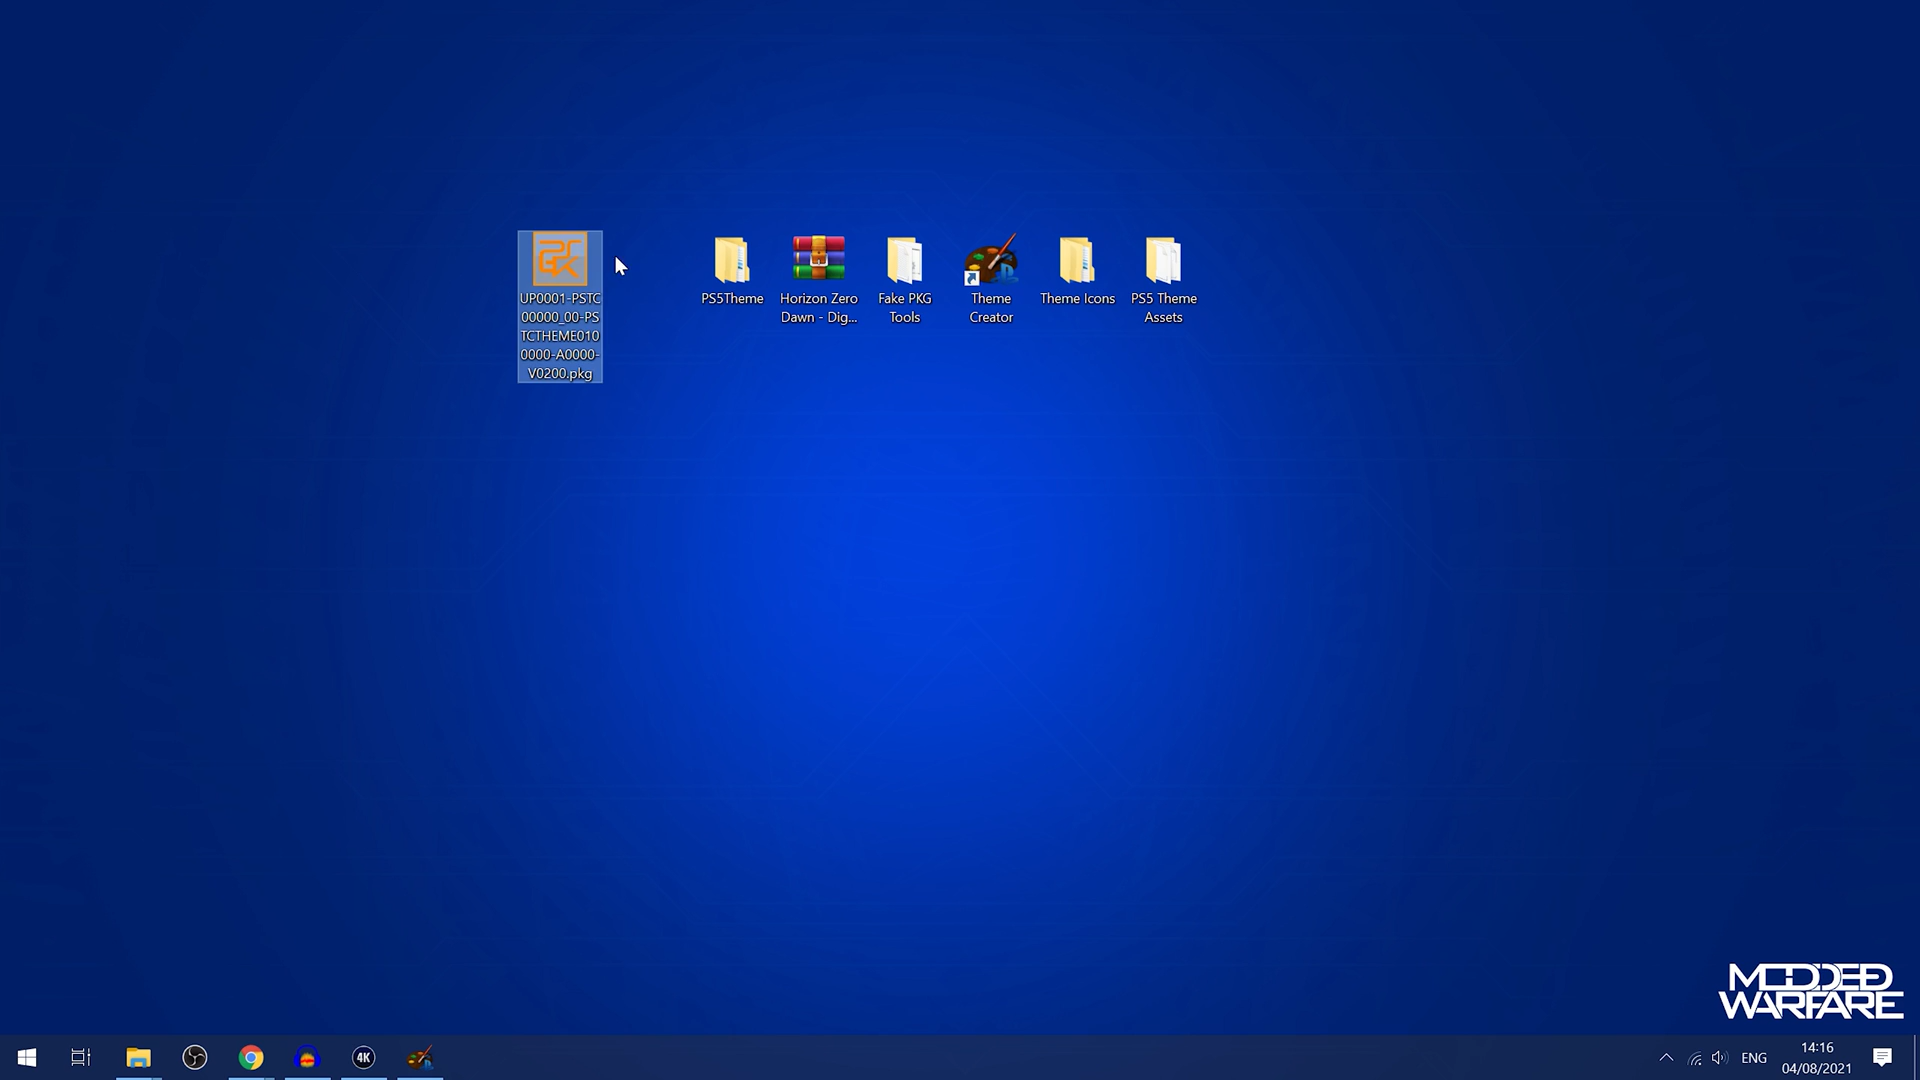 UP0001-PSTC
00000_00-PS
TCTHEME010
0000-A0000-
V0200.pkg
PS5Theme
Horizon Zero
Dawn - Dig...
Fake PKG
Tools
Theme
Creator
Theme Icons
PS5 Theme
Assets
MODDED
WARFARE
4K
ENG
14:16
04/08/2021